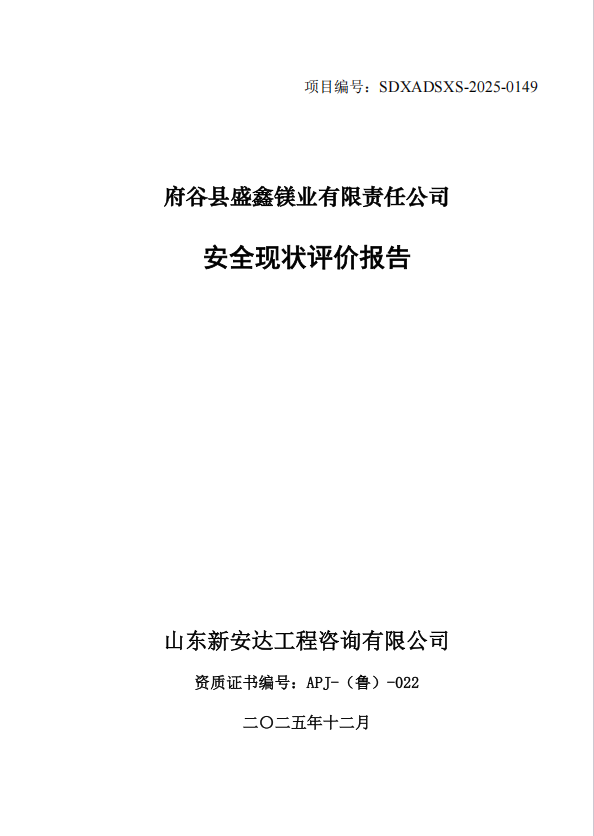 项目编号：SDXADSXS-2025-0149
府谷县盛鑫镁业有限责任公司
安全现状评价报告
山东新安达工程咨询有限公司
资质证书编号：APJ-（鲁）-022
二〇二五年十二月